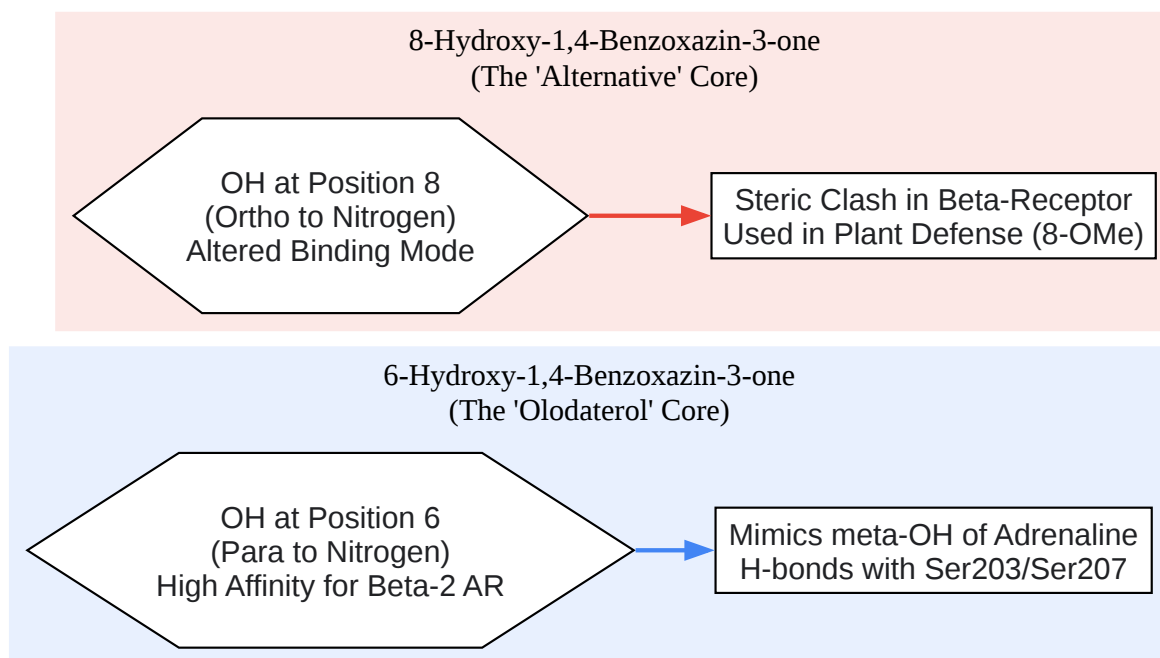 8-Hydroxy-1,4-Benzoxazin-3-one
(The 'Alternative' Core)
OH at Position 8
(Ortho to Nitrogen)
Altered Binding Mode
Steric Clash in Beta-Receptor
Used in Plant Defense (8-OMe)
6-Hydroxy-1,4-Benzoxazin-3-one
(The 'Olodaterol' Core)
OH at Position 6
(Para to Nitrogen)
High Affinity for Beta-2 AR
Mimics meta-OH of Adrenaline
H-bonds with Ser203/Ser207